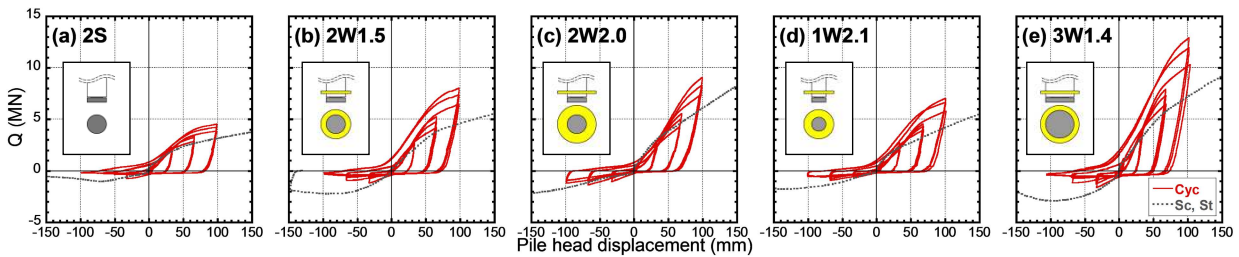 15
10
5
0
-5
Q (MN)
(a) 2S
(b) 2W1.5
(c) 2W2.0
(d) 1W2.1
(e) 3W1.4
Cyc
Sc, St
-150 -100 -50 0 50 100 150
-150 -100 -50 0 50 100 150
-150 -100 -50 0 50 100 150
-150 -100 -50 0 50 100 150
-150 -100 -50 0 50 100 150
Pile head displacement (mm)